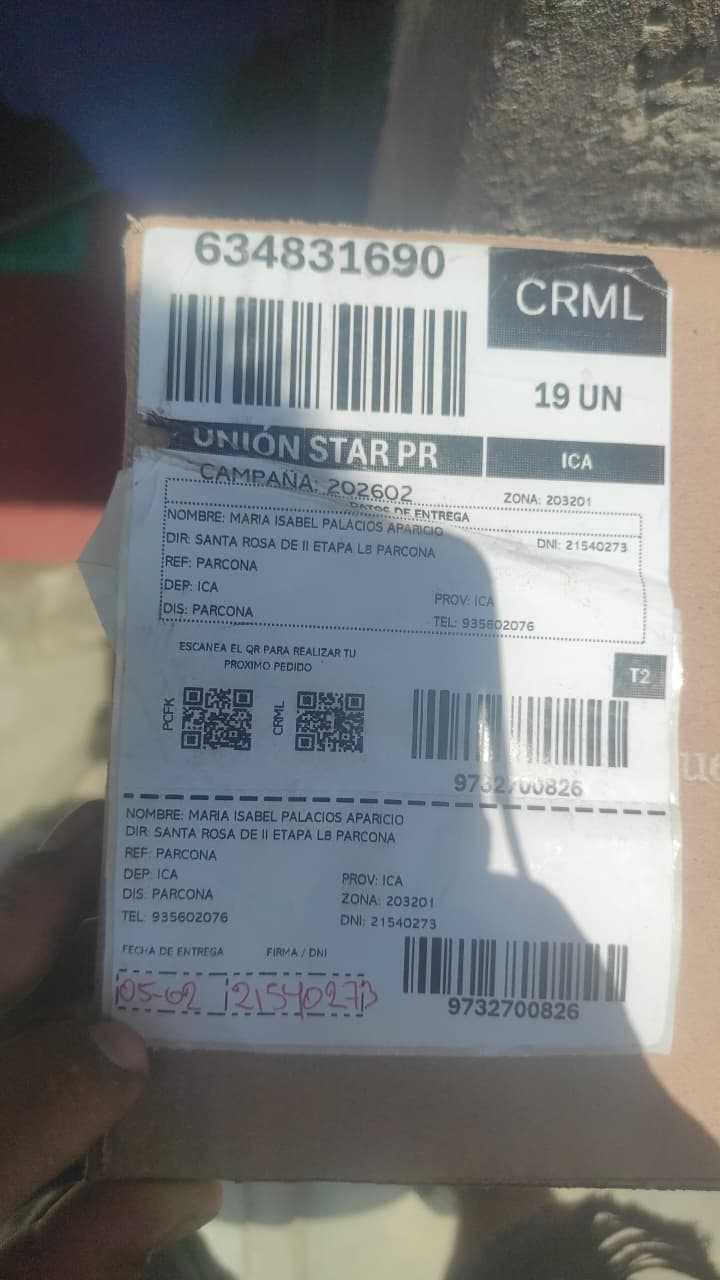 634831690
CRML
19 UN
UNIÓN STAR PR
ICA
CAMPAÑA: 202602
ZONA: 203201
DATOS DE ENTREGA
NOMBRE: MARIA ISABEL PALACIOS APARICIO
DNI: 21540273
DIR: SANTA ROSA DE II ETAPA L8 PARCONA
REF: PARCONA
DEP: ICA
PROV: ICA
DIS: PARCONA
TEL: 935602076
ESCANEA EL QR PARA REALIZAR TU
PROXIMO PEDIDO
T2
PCFK
CRML
9732700826
NOMBRE: MARIA ISABEL PALACIOS APARICIO
DIR: SANTA ROSA DE II ETAPA L8 PARCONA
REF: PARCONA
DEP: ICA
PROV: ICA
DIS: PARCONA
ZONA: 203201
TEL: 935602076
DNI: 21540273
FECHA DE ENTREGA
FIRMA / DNI
05-02
21540273
9732700826